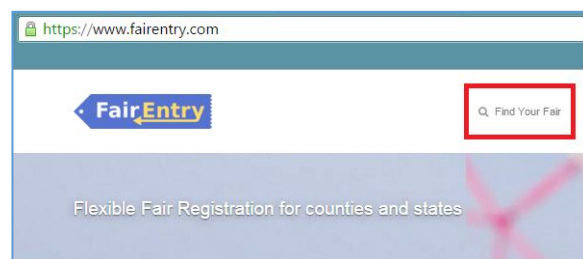 https://www.fairentry.com
FairEntry
Find Your Fair
Flexible Fair Registration for counties and states